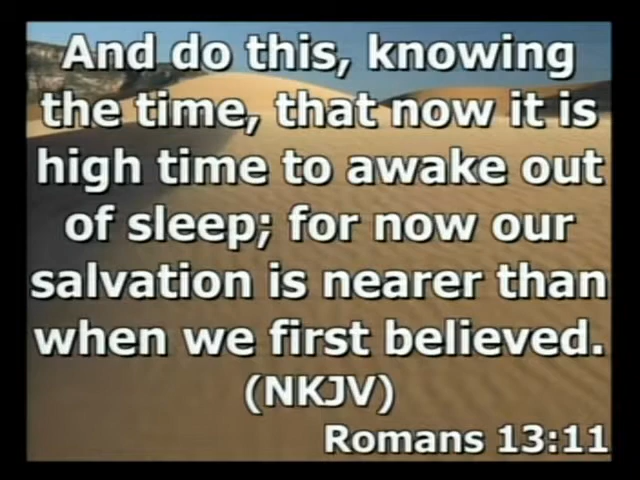 And do this, knowing
the time, that now it is
high time to awake out
of sleep; for now our
salvation is nearer than
when we first believed.
(NKJV)
Romans 13:11